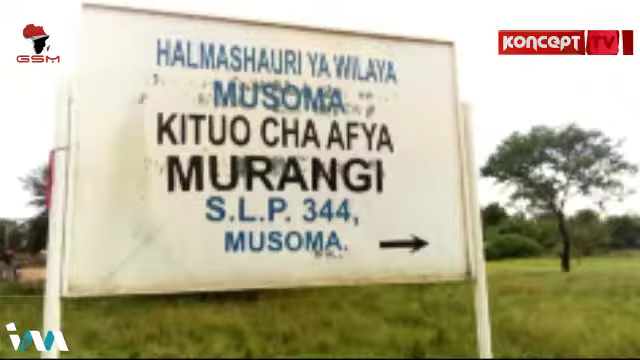 GSM
KONCEPT TV
HALMASHAURI YA WILAYA
MUSOMA
KITUO CHA AFYA
MURANGI
S.L.P. 344,
MUSOMA.